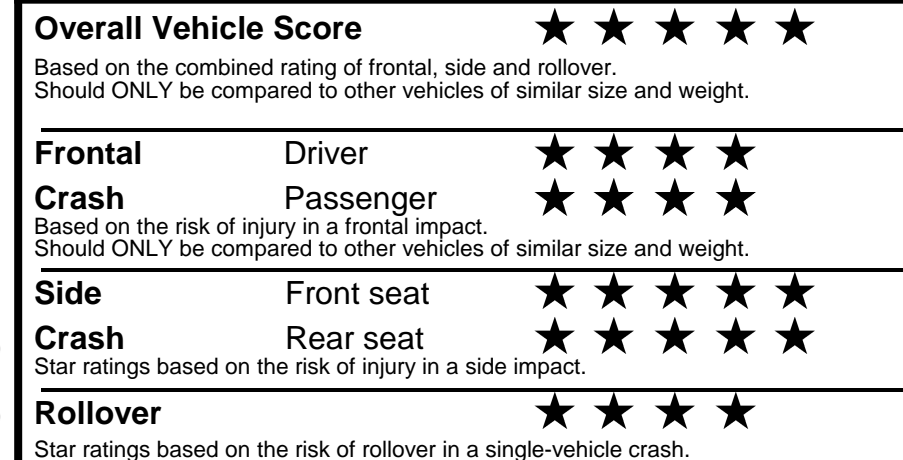 Overall Vehicle Score ★ ★ ★ ★ ★
Based on the combined rating of frontal, side and rollover.
Should ONLY be compared to other vehicles of similar size and weight.
Frontal Driver ★ ★ ★ ★
Crash Passenger ★ ★ ★ ★
Based on the risk of injury in a frontal impact.
Should ONLY be compared to other vehicles of similar size and weight.
Side Front seat ★ ★ ★ ★ ★
Crash Rear seat ★ ★ ★ ★ ★
Star ratings based on the risk of injury in a side impact.
Rollover ★ ★ ★ ★
Star ratings based on the risk of rollover in a single-vehicle crash.